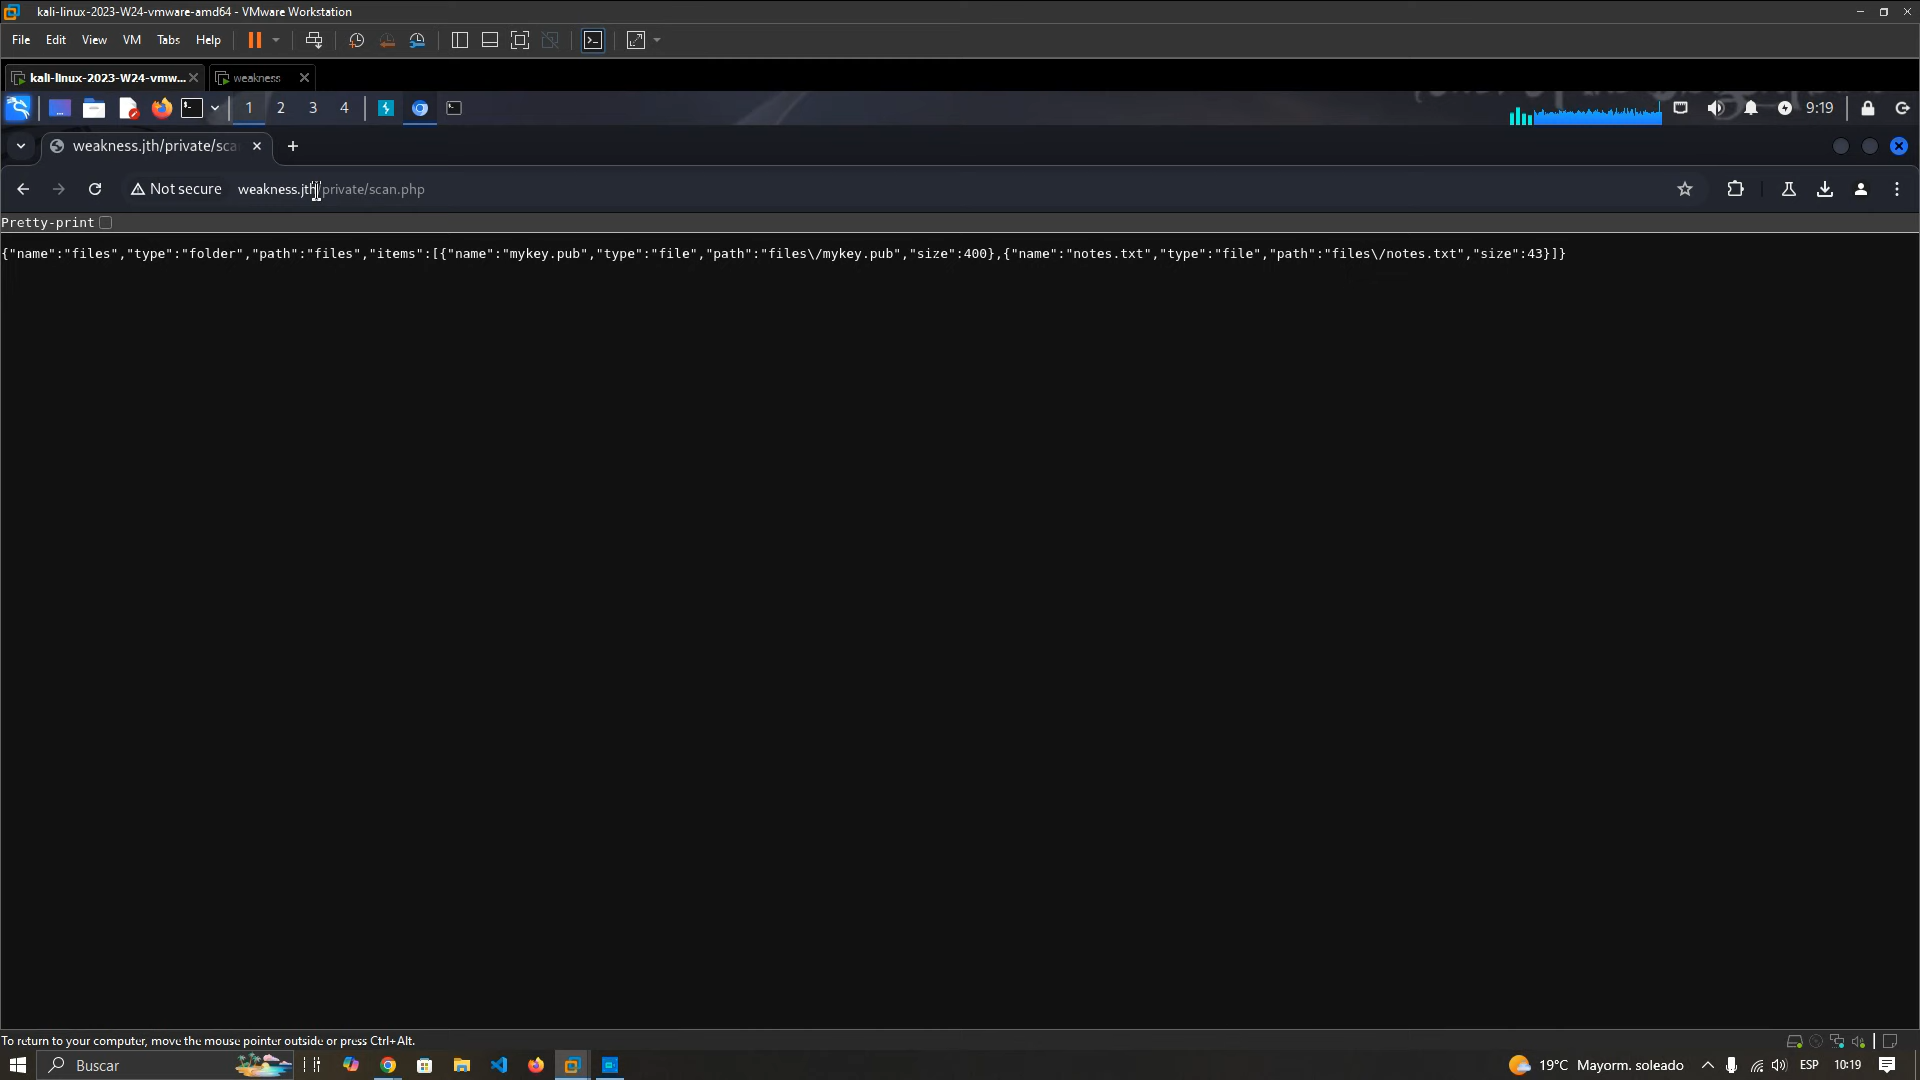 kali-linux-2023-W24-vmware-amd64 - VMware Workstation
File Edit View VM Tabs Help
kali-linux-2023-W24-vmw... weakness
1 2 3 4 9:19
weakness.jth/private/sca
Not secure weakness.jth/private/scan.php
Pretty-print
{"name":"files","type":"folder","path":"files","items":[{"name":"mykey.pub","type":"file","path":"files\/mykey.pub","size":400},{"name":"notes.txt","type":"file","path":"files\/notes.txt","size":43}]}
To return to your computer, move the mouse pointer outside or press Ctrl+Alt.
Buscar 19°C Mayorm. soleado ESP 10:19